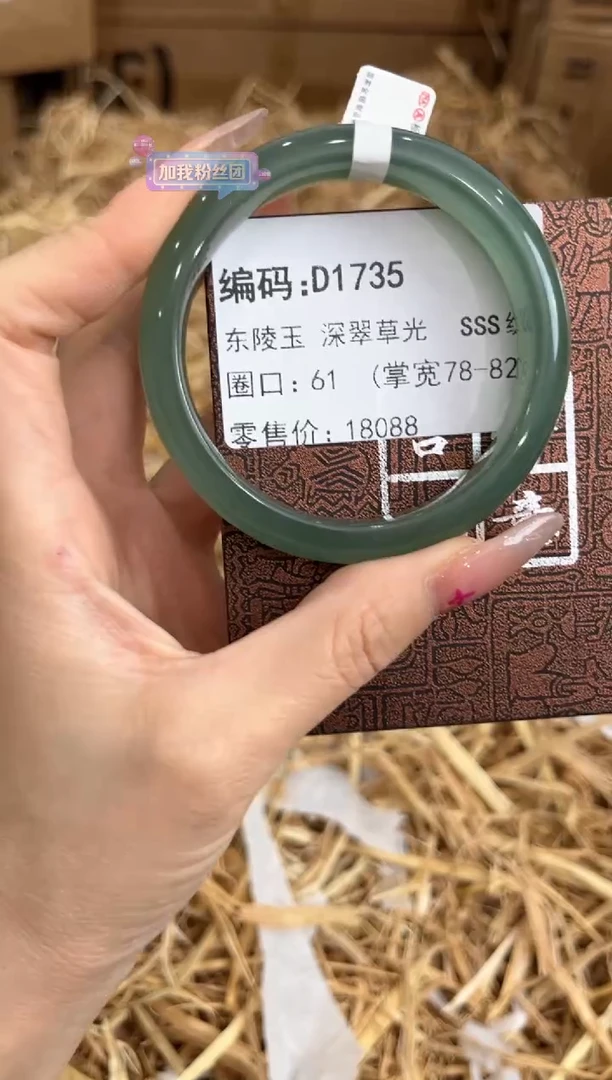 加我粉丝团
编码:D1735
东陵玉 深翠草光 SSS
圈口: 61 (掌宽78-82
零售价: 18088